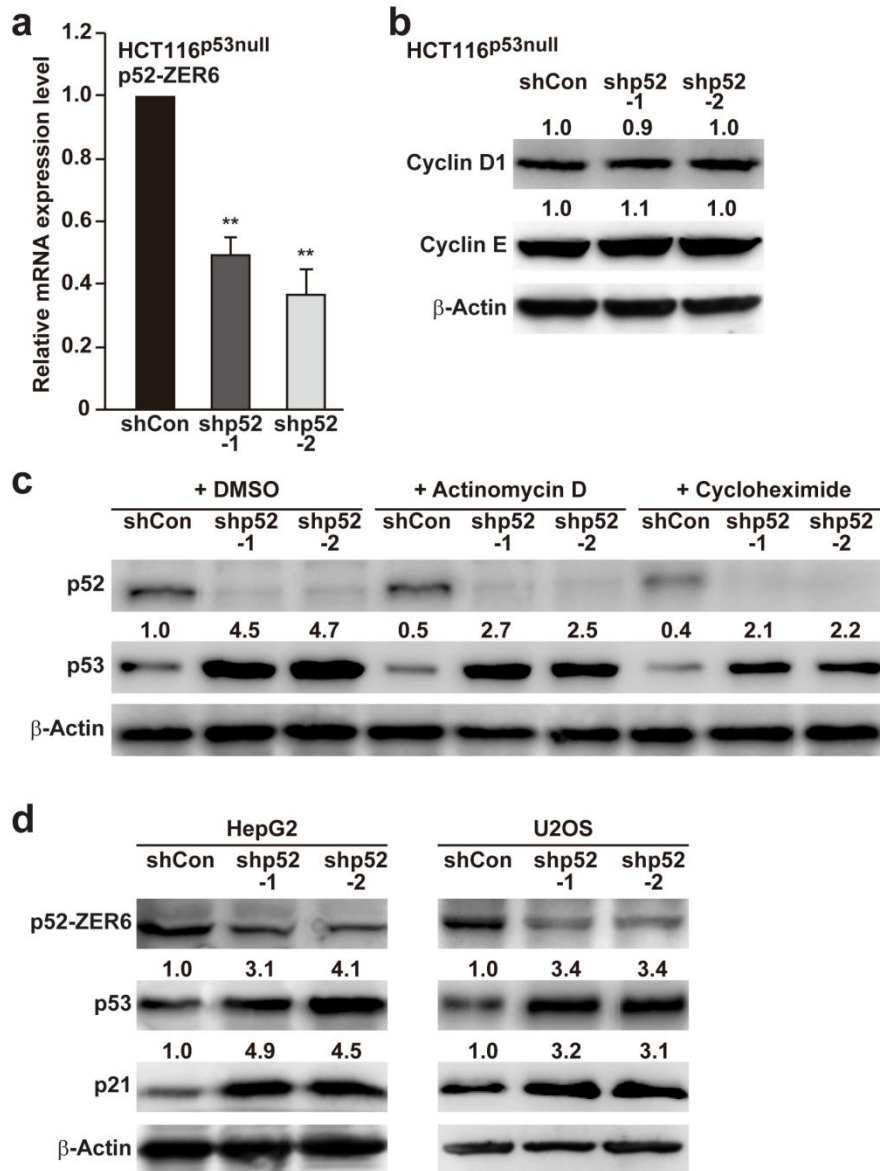 a
1.2
1.0
0.8
0.6
0.4
0.2
0
Relative mRNA expression level
HCT116p53null
p52-ZER6
**
**
shCon shp52 shp52
-1 -2
b
HCT116p53null
shCon shp52 shp52
-1 -2
1.0 0.9 1.0
Cyclin D1
1.0 1.1 1.0
Cyclin E
β-Actin
c
+ DMSO + Actinomycin D + Cycloheximide
shCon shp52 shp52 shCon shp52 shp52 shCon shp52 shp52
-1 -2 -1 -2 -1 -2
p52
1.0 4.5 4.7 0.5 2.7 2.5 0.4 2.1 2.2
p53
β-Actin
d
HepG2 U2OS
shCon shp52 shp52 shCon shp52 shp52
-1 -2 -1 -2
p52-ZER6
1.0 3.1 4.1 1.0 3.4 3.4
p53
1.0 4.9 4.5 1.0 3.2 3.1
p21
β-Actin